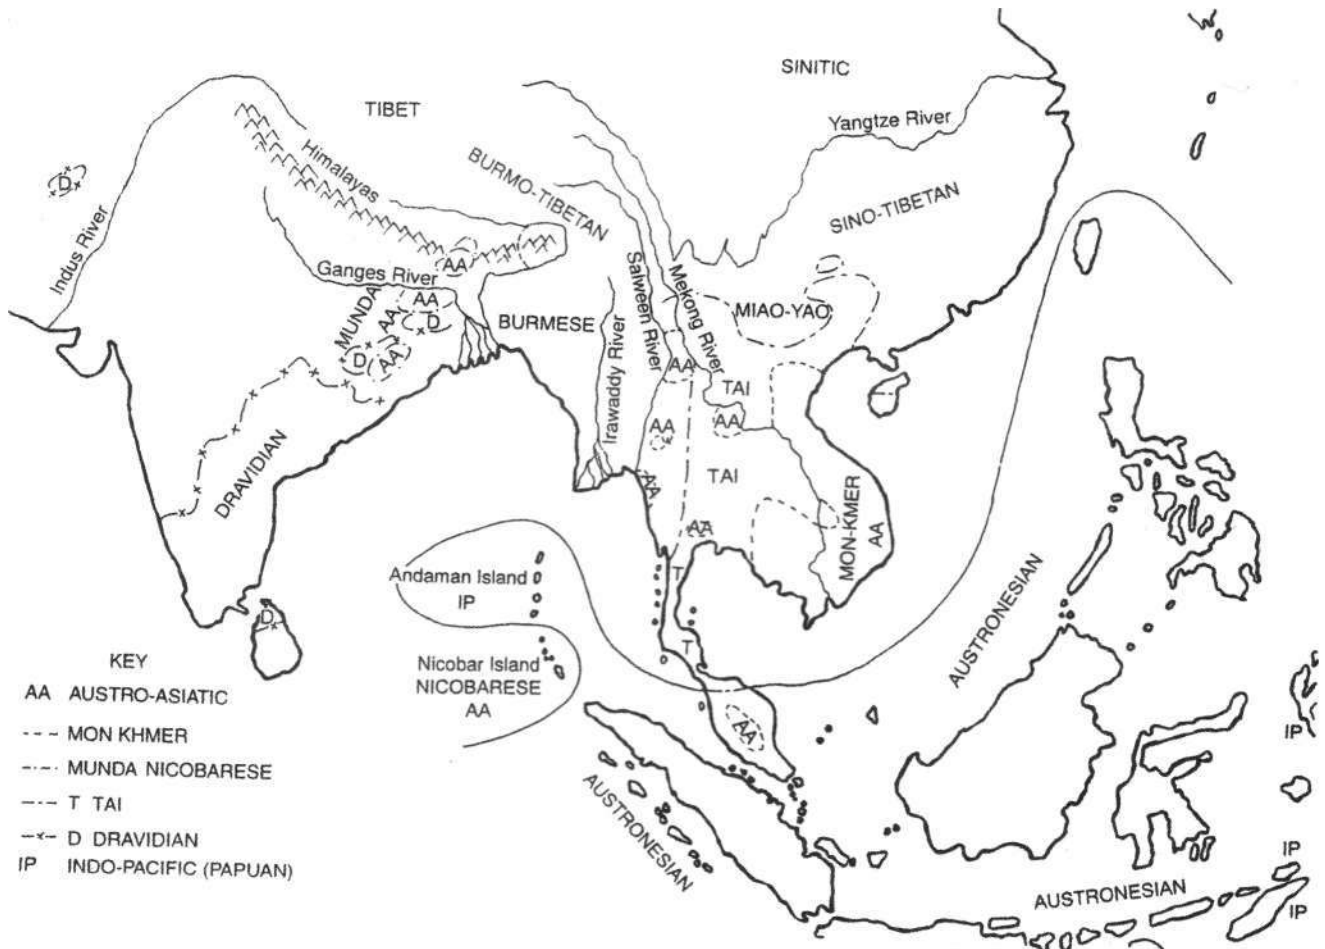 SINITIC
TIBET
Yangtze River
Himalayas
BURMO-TIBETAN
D
SINO-TIBETAN
Indus River
AA
Ganges River
Salween River
Mekong River
MUNDA
AA
AA
D
BURMESE
MIAO-YAO
D
AA
Irawaddy River
AA
TAI
AA
AA
DRAVIDIAN
TAI
AA
AA
MON-KMER
AA
Andaman Island
IP
T
D
T
AUSTRONESIAN
Nicobar Island
NICOBARESE
AA
AA
IP
AUSTRONESIAN
IP
AUSTRONESIAN
IP
KEY
AA AUSTRO-ASIATIC
MON KHMER
MUNDA NICOBARESE
T TAI
D DRAVIDIAN
IP INDO-PACIFIC (PAPUAN)